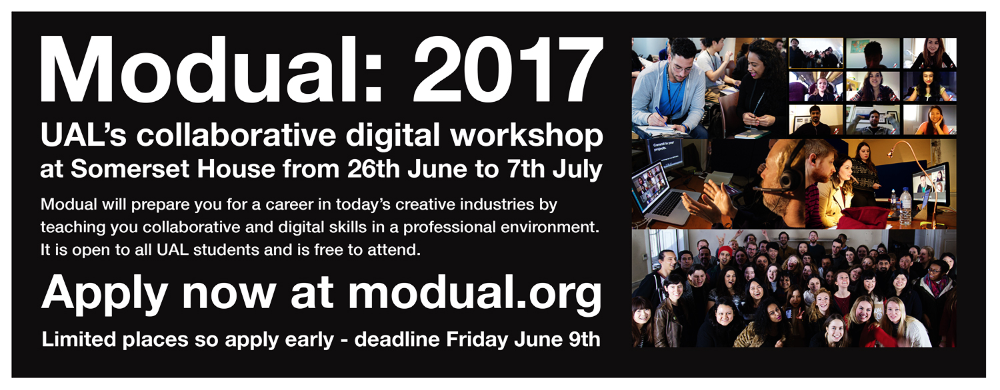 Modual: 2017
UAL’s collaborative digital workshop
at Somerset House from 26th June to 7th July
Modual will prepare you for a career in today’s creative industries by
teaching you collaborative and digital skills in a professional environment.
It is open to all UAL students and is free to attend.
Apply now at modual.org
Limited places so apply early - deadline Friday June 9th
Commit to your
projects.